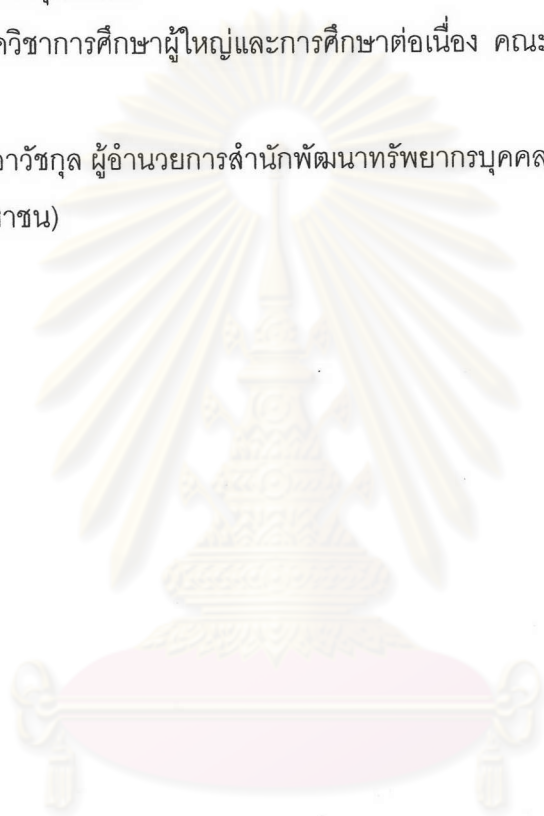 ควิชาการศึกษาผู้ใหญ่และการศึกษาต่อเนื่อง คณะ
อาวัชกุล ผู้อำนวยการสำนักพัฒนาทรัพยากรบุคคล
าชน)